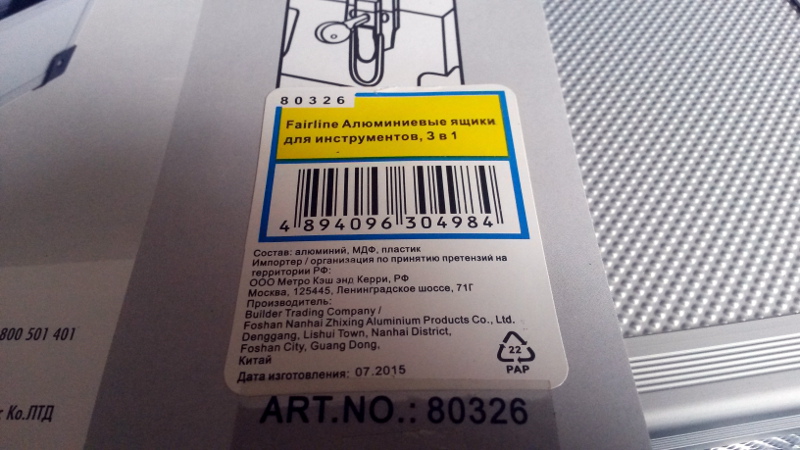 80326
Fairline Алюминиевые ящики
для инструментов, 3 в 1
4 894096 304984
Состав: алюминий, МДФ, пластик
Импортер / организация по принятию претензий на
территории РФ:
ООО Метро Кэш энд Керри, РФ
Москва, 125445, Ленинградское шоссе, 71Г
Производитель:
Builder Trading Company /
Foshan Nanhai Zhixing Aluminium Products Co., Ltd.
Denggang, Lishui Town, Nanhai District,
Foshan City, Guang Dong,
Китай
Дата изготовления: 07.2015
22
PAP
ART.NO.: 80326
800 501 401
Ко.ЛТД